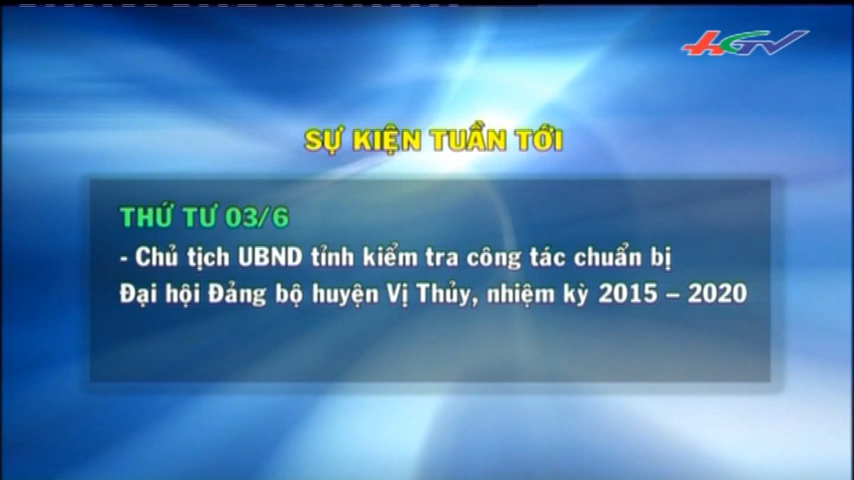 HGV
SỰ KIỆN TUẦN TỚI
THỨ TƯ 03/6
- Chủ tịch UBND tỉnh kiểm tra công tác chuẩn bị
Đại hội Đảng bộ huyện Vị Thủy, nhiệm kỳ 2015 – 2020